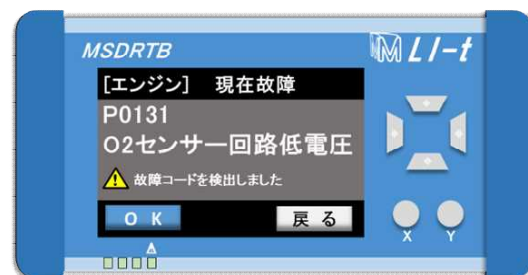 MSDRTB
M LI-t
[エンジン] 現在故障
P0131
O2センサー回路低電圧
故障コードを検出しました
OK
戻る
X Y